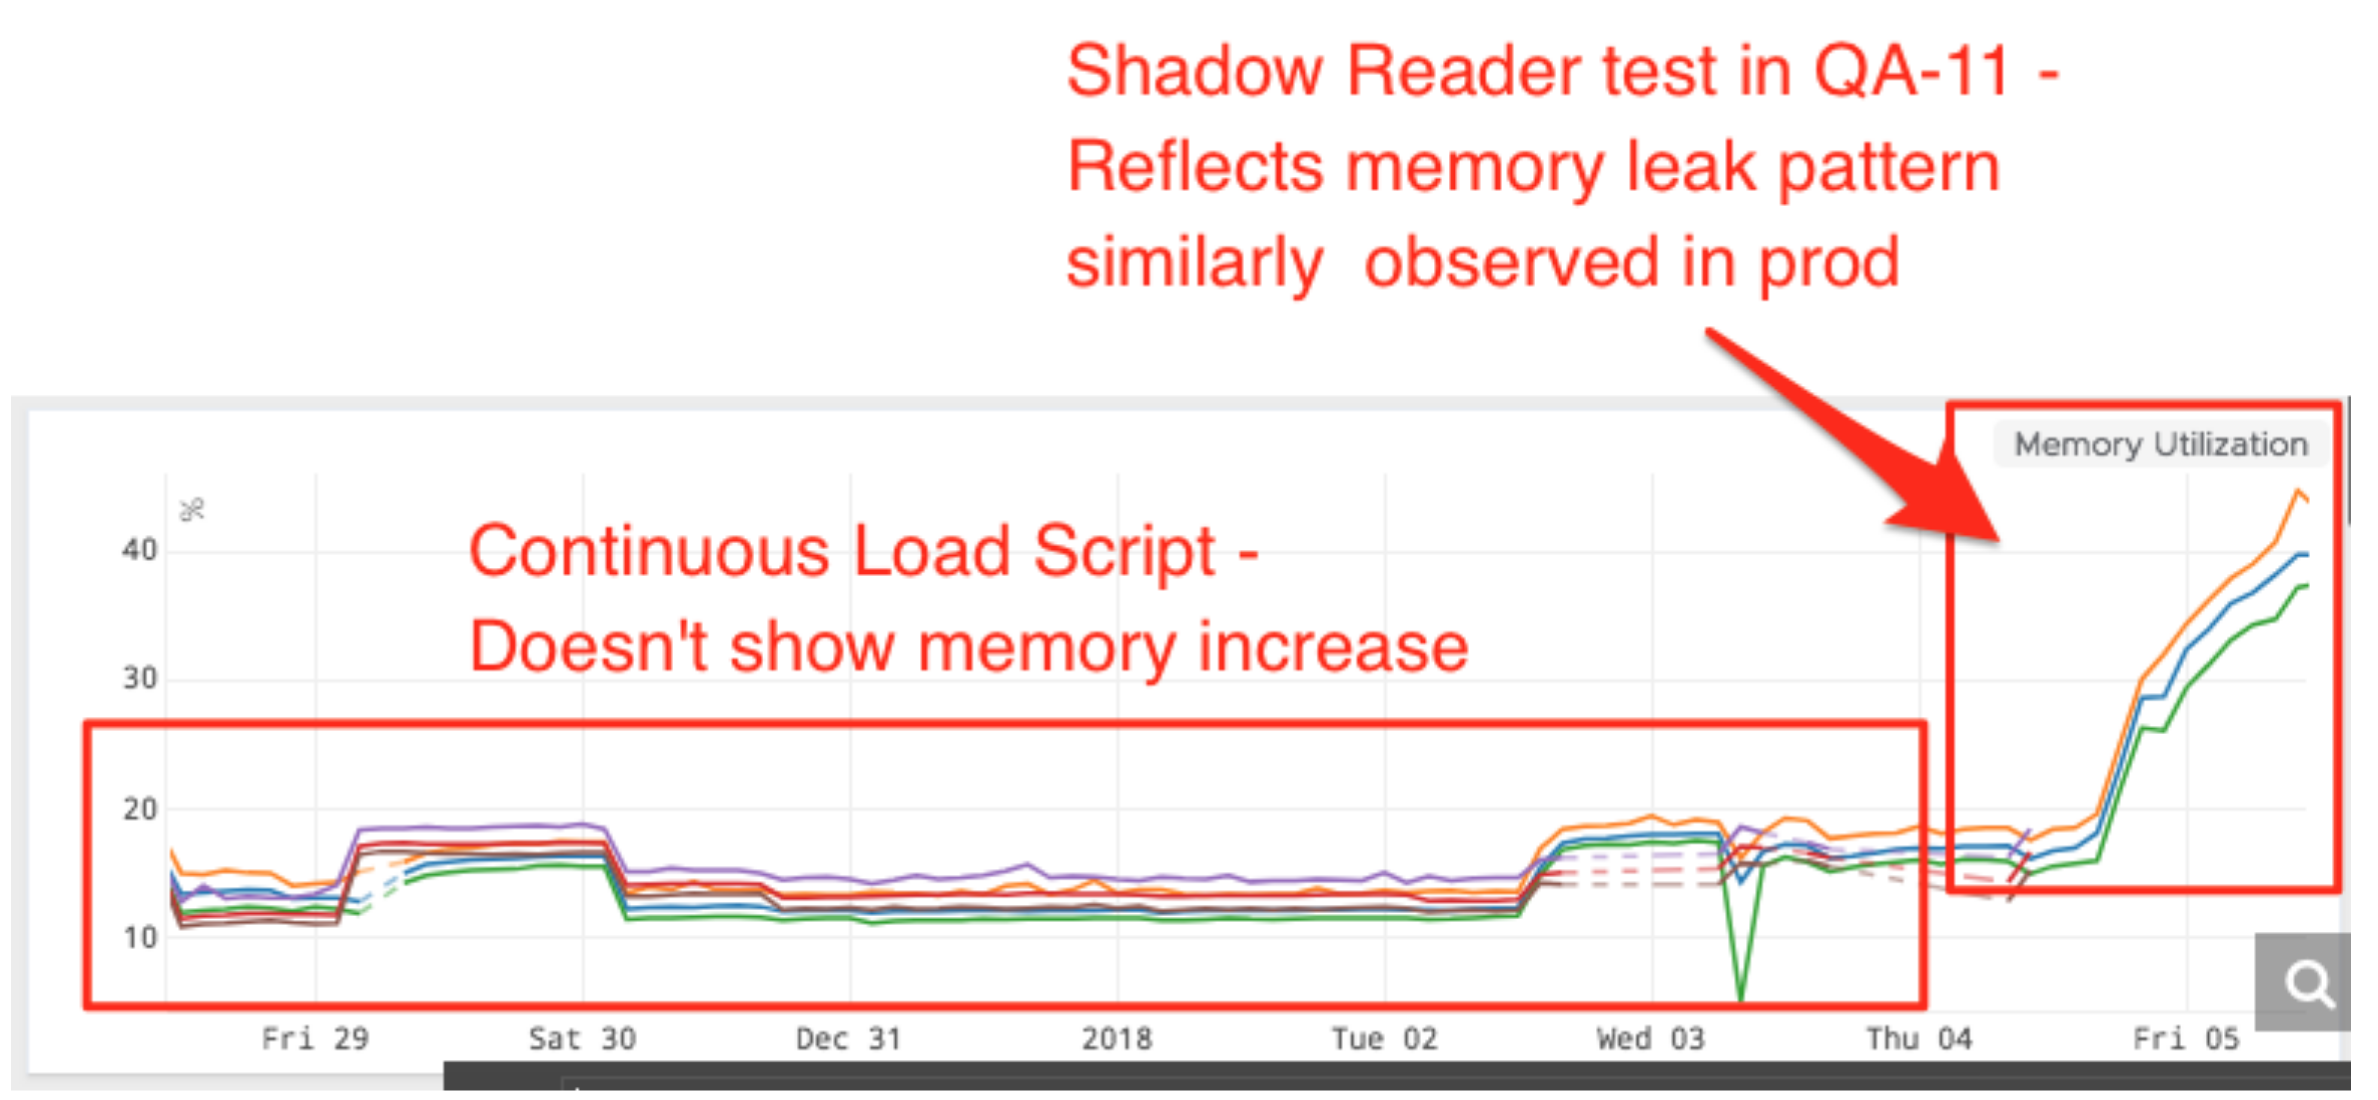 Shadow Reader test in QA-11 -
Reflects memory leak pattern
similarly  observed in prod
Memory Utilization
%
Continuous Load Script -
Doesn't show memory increase
40
30
20
10
Fri 29
Sat 30
Dec 31
2018
Tue 02
Wed 03
Thu 04
Fri 05